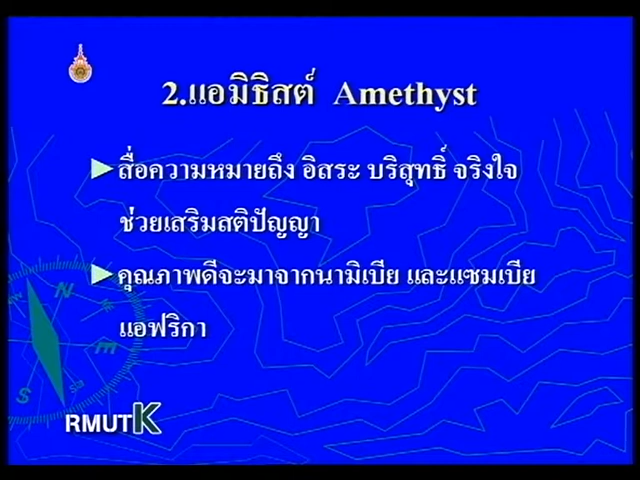 2.แอมิธิสต์ Amethyst
สื่อความหมายถึง อิสระ บริสุทธิ์ จริงใจ
ช่วยเสริมสติปัญญา
คุณภาพดีจะมาจากนามิเบีย และแซมเบีย
แอฟริกา
N
S
RMUTK